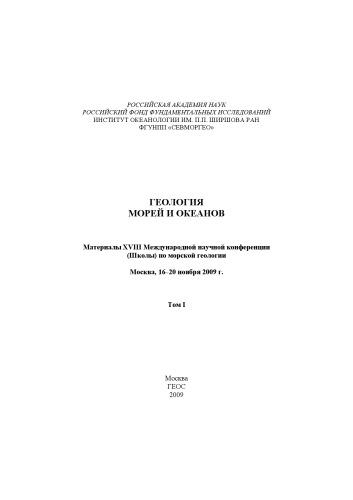 РОССИЙСКАЯ АКАДЕМИЯ НАУК
РОССИЙСКИЙ ФОНД ФУНДАМЕНТАЛЬНЫХ ИССЛЕДОВАНИЙ
ИНСТИТУТ ОКЕАНОЛОГИИ ИМ. П.П. ШИРШОВА РАН
ФГУНПП «СЕВМОРГЕО»
ГЕОЛОГИЯ
МОРЕЙ И ОКЕАНОВ
Материалы XVIII Международной научной конференции
(Школы) по морской геологии
Москва, 16–20 ноября 2009 г.
Том I
Москва
ГЕОС
2009